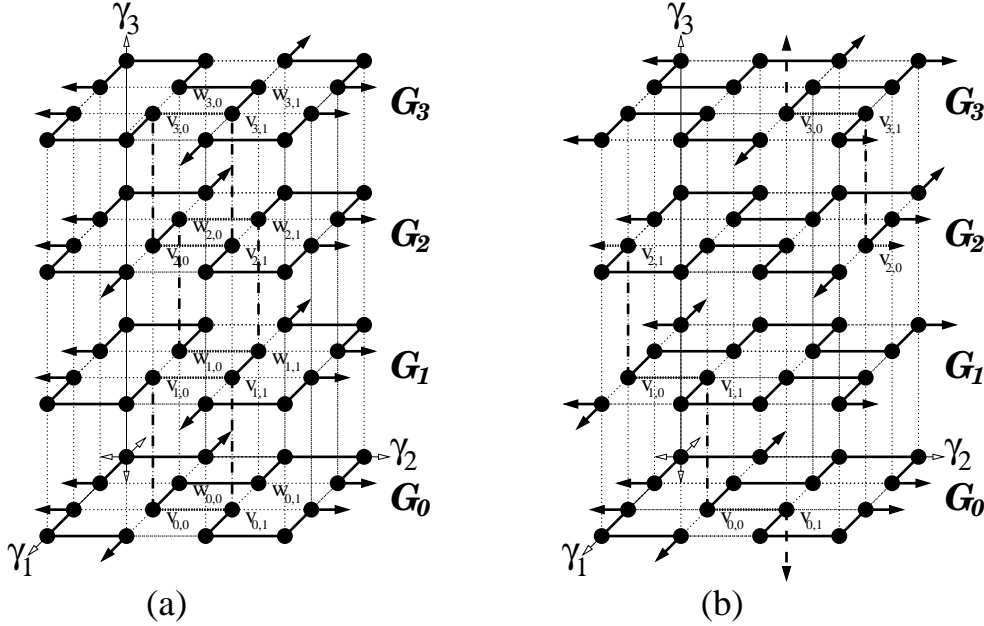 γ3 γ3
w3,0 w3,1 G3 G3
v3,0 v3,1 v3,0 v3,1
w2,0 w2,1 G2 G2
v2,0 v2,1 v2,1 v2,0
w1,0 w1,1 G1 G1
v1,0 v1,1 v1,0 v1,1
γ2 γ2
w0,0 w0,1 G0 G0
v0,0 v0,1 v0,0 v0,1
γ1 γ1
(a) (b)